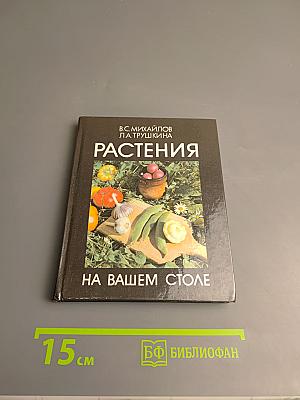 В.С.МИХАЙЛОВ
Л.А.ТРУШКИНА
РАСТЕНИЯ
НА ВАШЕМ СТОЛЕ
15 см
БФ БИБЛИОФАН